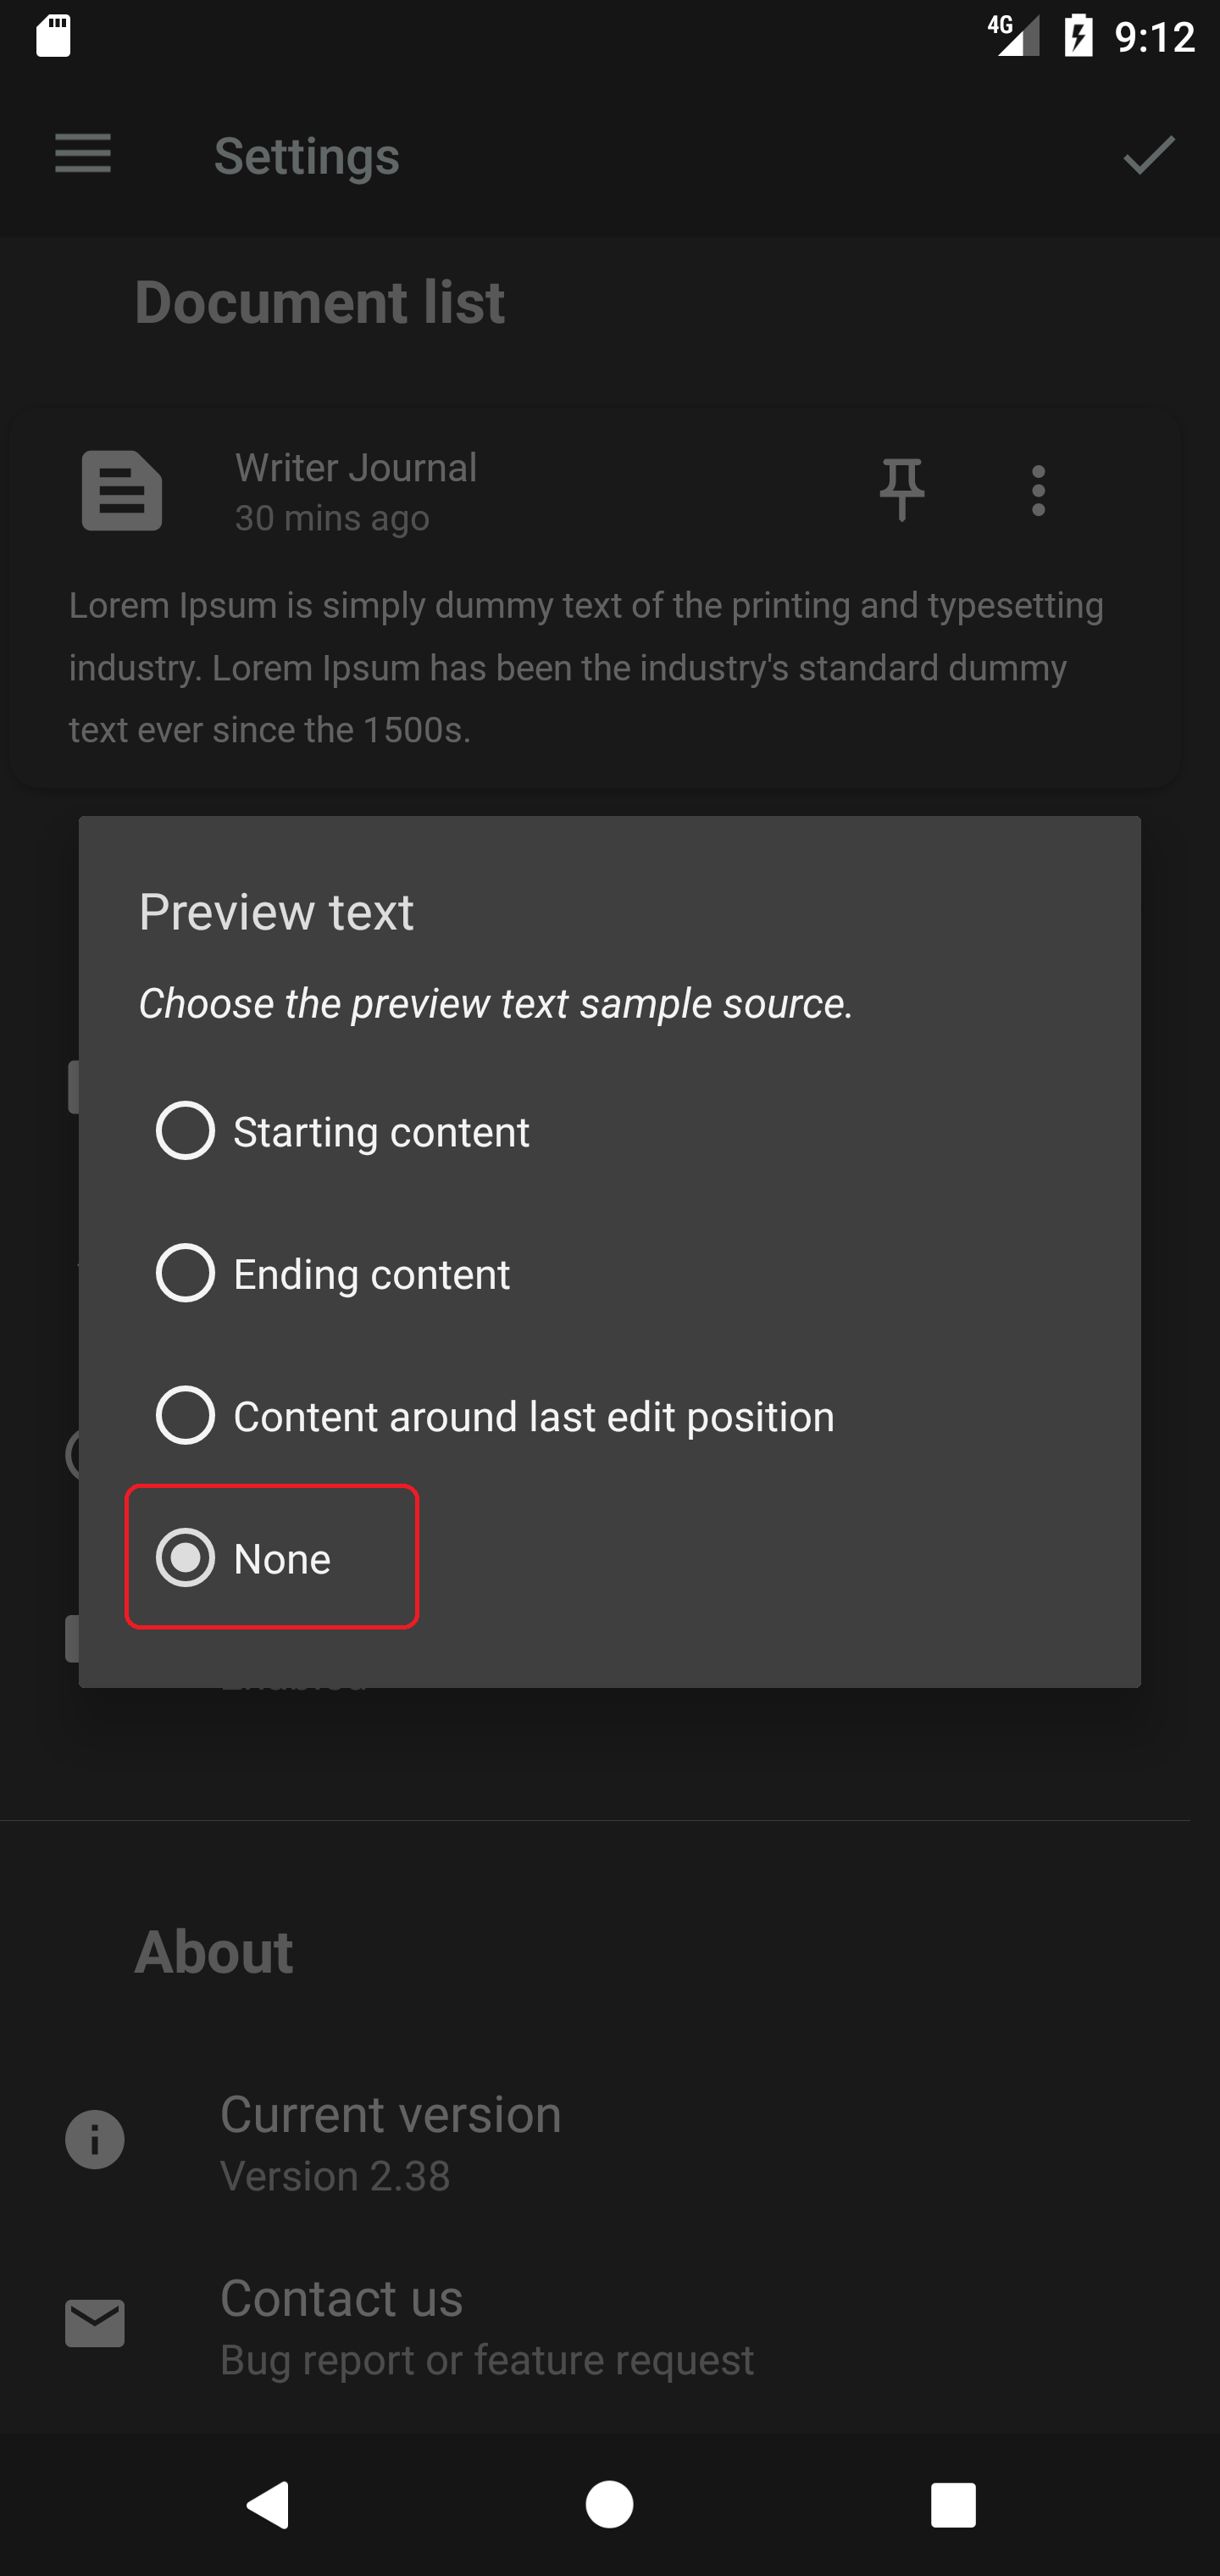 4G 9:12
Settings
Document list
Writer Journal
30 mins ago
Lorem Ipsum is simply dummy text of the printing and typesetting
industry. Lorem Ipsum has been the industry's standard dummy
text ever since the 1500s.
Preview text
Choose the preview text sample source.
Starting content
Ending content
Content around last edit position
None
About
Current version
Version 2.38
Contact us
Bug report or feature request